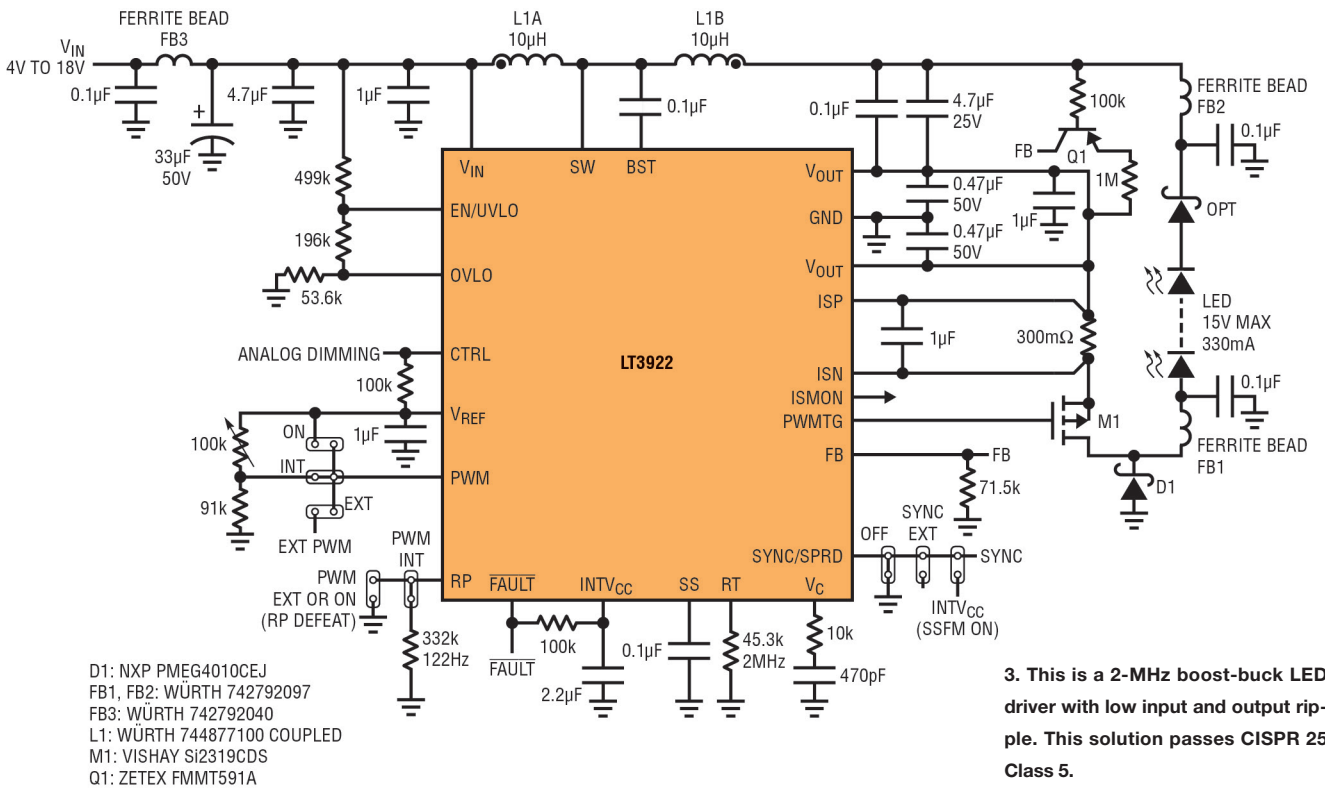 FERRITE BEAD
FB3
VIN
4V TO 18V
0.1µF
33µF
50V
4.7µF
1µF
L1A
10µH
L1B
10µH
0.1µF
0.1µF
4.7µF
25V
100k
FERRITE BEAD
FB2
0.1µF
FB
Q1
1M
OPT
499k
196k
53.6k
VIN
SW
BST
VOUT
EN/UVLO
GND
OVLO
VOUT
0.47µF
50V
0.47µF
50V
1µF
ISP
1µF
300mΩ
LED
15V MAX
330mA
ANALOG DIMMING
CTRL
LT3922
ISN
100k
ISMON
0.1µF
VREF
PWMTG
M1
1µF
100k
ON
FERRITE BEAD
FB1
FB
FB
INT
PWM
71.5k
D1
91k
EXT
EXT PWM
SYNC
EXT
OFF
PWM
INT
SYNC/SPRD
SYNC
PWM
EXT OR ON
(RP DEFEAT)
RP
FAULT
INTVCC
SS
RT
VC
INTVCC
(SSFM ON)
332k
122Hz
FAULT
100k
2.2µF
0.1µF
45.3k
2MHz
10k
470pF
D1: NXP PMEG4010CEJ
FB1, FB2: WÜRTH 742792097
FB3: WÜRTH 742792040
L1: WÜRTH 744877100 COUPLED
M1: VISHAY Si2319CDS
Q1: ZETEX FMMT591A
3. This is a 2-MHz boost-buck LED
driver with low input and output rip-
ple. This solution passes CISPR 25
Class 5.